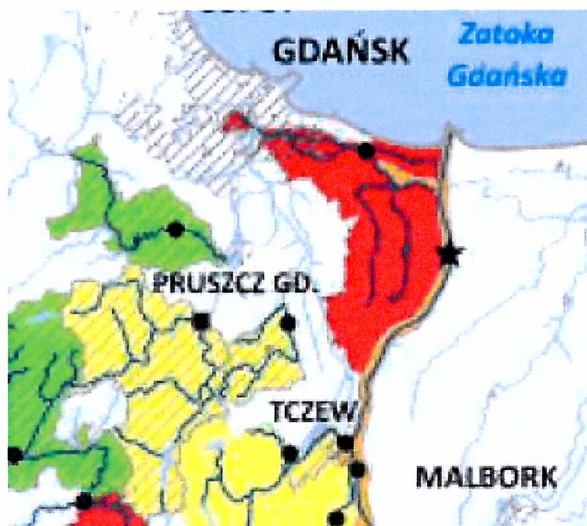 GDAŃSK
Zatoka
Gdańska
PRUSZCZ GD.
TCZEW
MALBORK